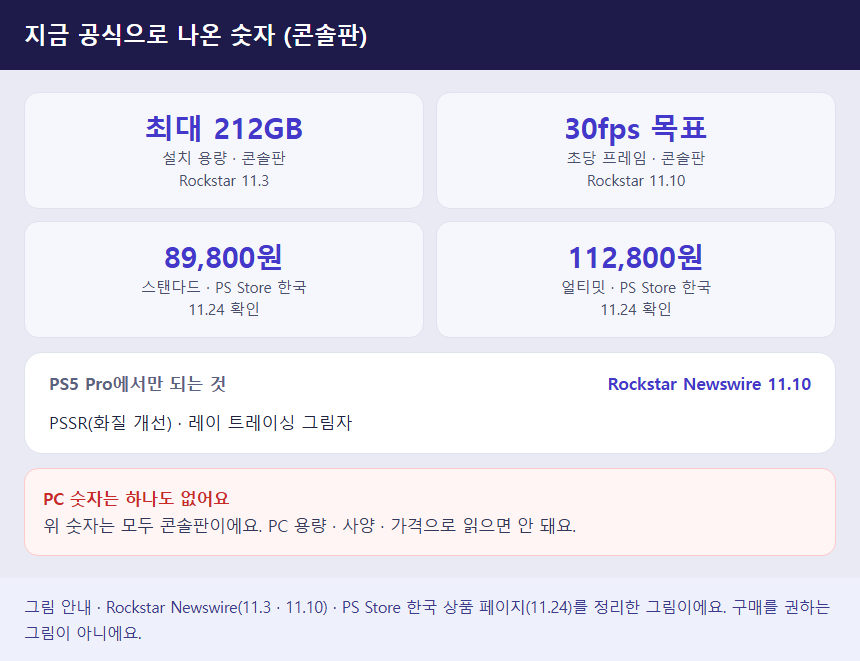 지금 공식으로 나온 숫자 (콘솔판)
최대 212GB
설치 용량 · 콘솔판
Rockstar 11.3
30fps 목표
초당 프레임 · 콘솔판
Rockstar 11.10
89,800원
스탠다드 · PS Store 한국
11.24 확인
112,800원
얼티밋 · PS Store 한국
11.24 확인
PS5 Pro에서만 되는 것
Rockstar Newswire 11.10
PSSR(화질 개선) · 레이 트레이싱 그림자
PC 숫자는 하나도 없어요
위 숫자는 모두 콘솔판이에요. PC 용량 · 사양 · 가격으로 읽으면 안 돼요.
그림 안내 · Rockstar Newswire(11.3 · 11.10) · PS Store 한국 상품 페이지(11.24)를 정리한 그림이에요. 구매를 권하는
그림이 아니에요.